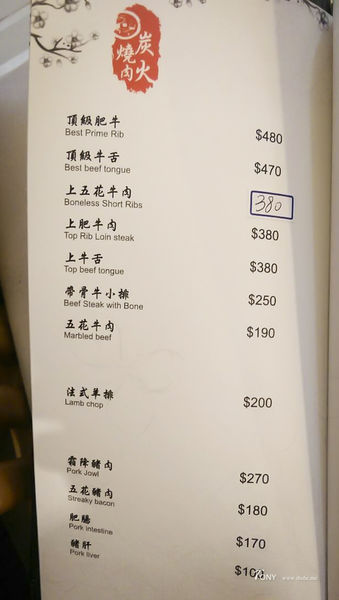 炭火
燒肉
頂級肥牛
Best Prime Rib
$480
頂級牛舌
Best beef tongue
$470
上五花牛肉
Boneless Short Ribs
380
上肥牛肉
Top Rib Loin steak
$380
上牛舌
Top beef tongue
$380
帶骨牛小排
Beef Steak with Bone
$250
五花牛肉
Marbled beef
$190
法式羊排
Lamb chop
$200
霜降豬肉
Pork Jowl
$270
五花豬肉
Streaky bacon
$180
肥腸
Pork intestine
$170
豬肝
Pork liver